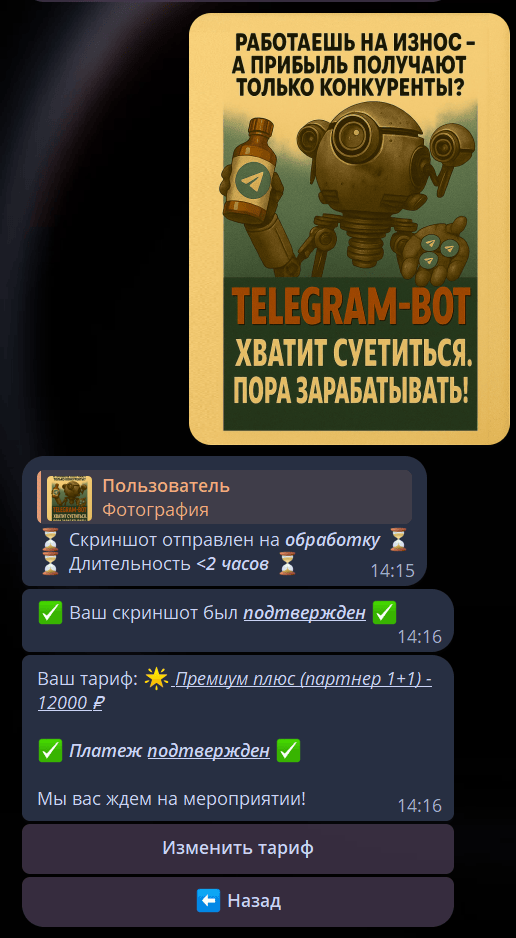 РАБОТАЕШЬ НА ИЗНОС –
А ПРИБЫЛЬ ПОЛУЧАЮТ
ТОЛЬКО КОНКУРЕНТЫ?
TELEGRAM-BOT
ХВАТИТ СУЕТИТЬСЯ.
ПОРА ЗАРАБАТЫВАТЬ!
Пользователь
Фотография
⏳ Скриншот отправлен на обработку ⏳
⏳ Длительность <2 часов ⏳
14:15
✅ Ваш скриншот был подтвержден ✅
14:16
Ваш тариф: 🌟 Премиум плюс (партнер 1+1) -
12000 ₽
✅ Платеж подтвержден ✅
Мы вас ждем на мероприятии!
14:16
Изменить тариф
⬅️ Назад